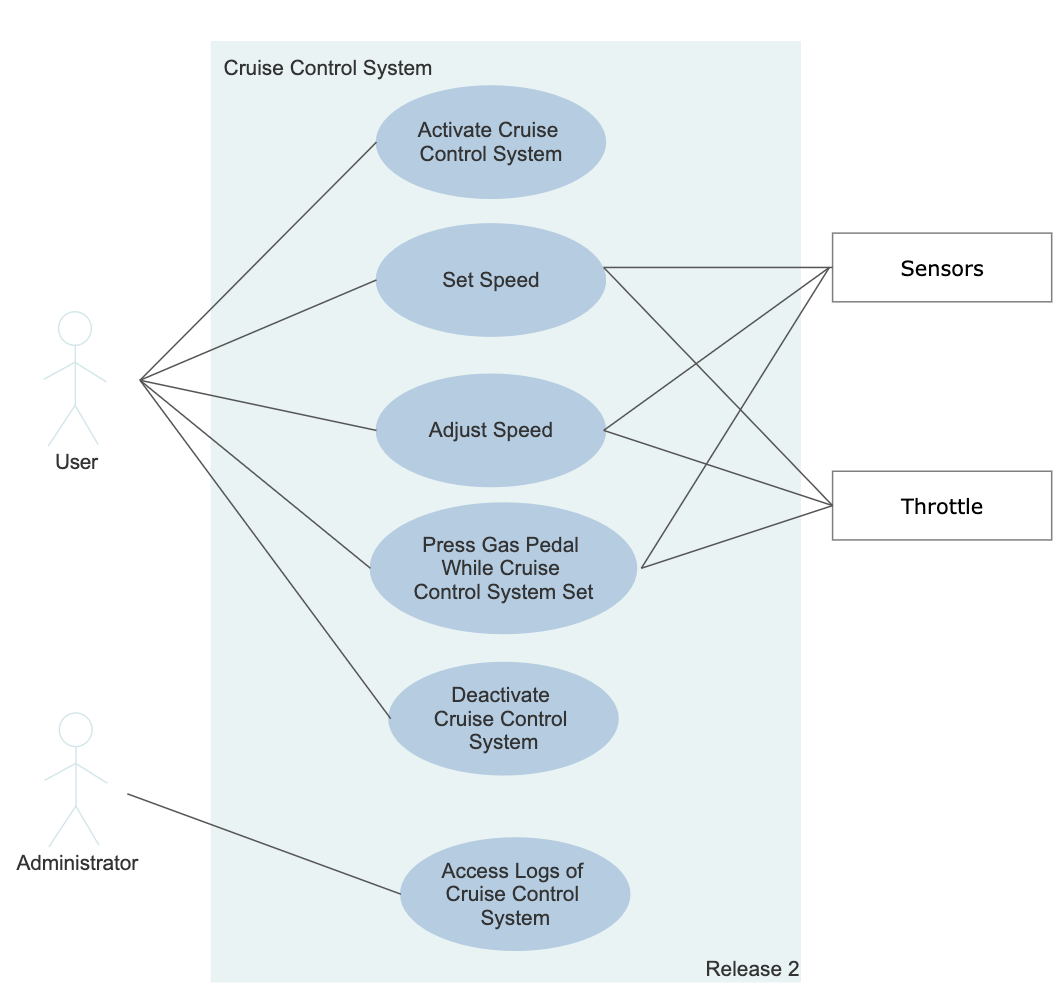 Cruise Control System
Activate Cruise
Control System
Set Speed
Sensors
Adjust Speed
User
Throttle
Press Gas Pedal
While Cruise
Control System Set
Deactivate
Cruise Control
System
Administrator
Access Logs of
Cruise Control
System
Release 2